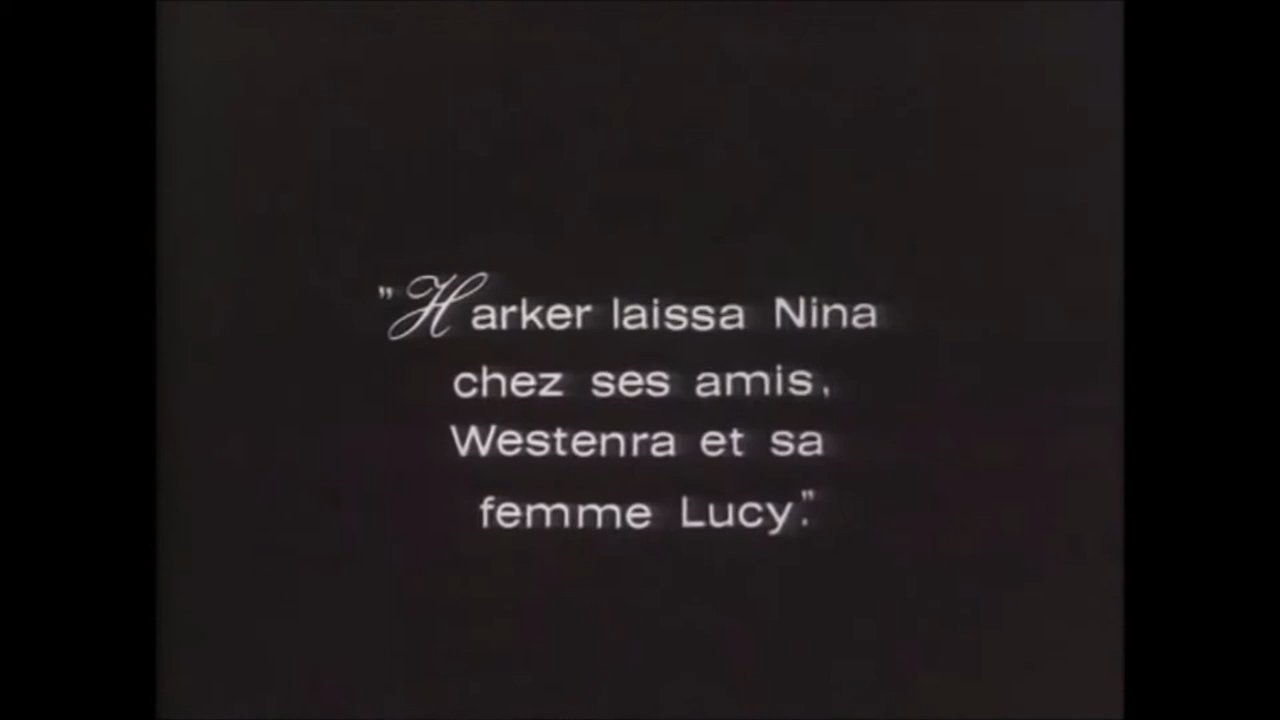 "Harker laissa Nina
chez ses amis,
Westenra et sa
femme Lucy."